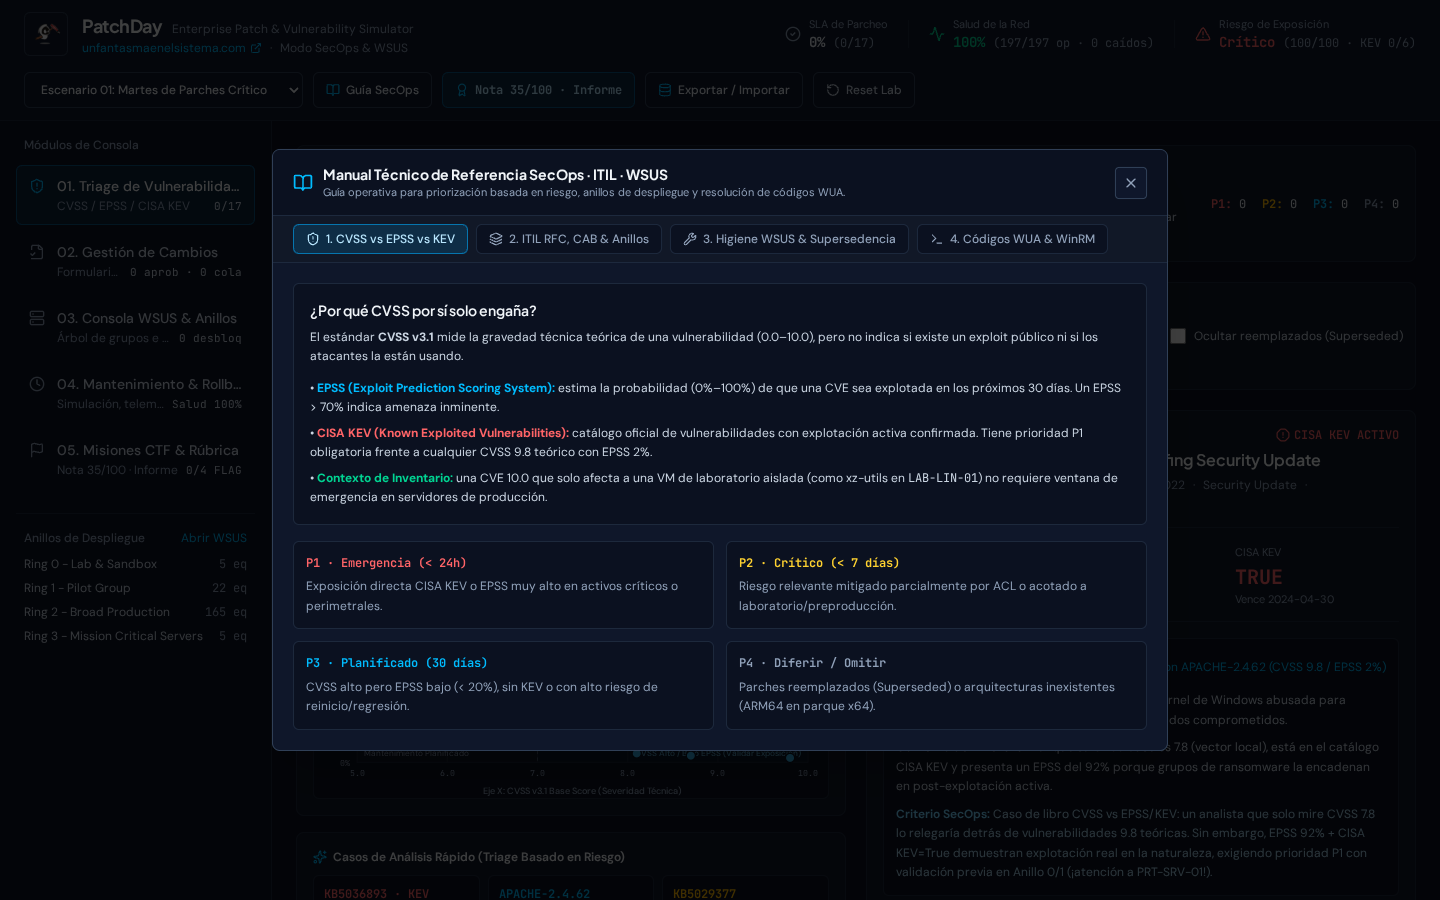 PatchDay Enterprise Patch & Vulnerability Simulator
unfantasmaenelsistema.com · Modo SecOps & WSUS
SLA de Parcheo
0% (0/17)
Salud de la Red
100% (197/197 op · 0 caídos)
Riesgo de Exposición
Crítico (100/100 · KEV 0/6)
Escenario 01: Martes de Parches Crítico
Guía SecOps
Nota 35/100 · Informe
Exportar / Importar
Reset Lab
Módulos de Consola
01. Triage de Vulnerabilida...
CVSS / EPSS / CISA KEV 0/17
02. Gestión de Cambios
Formulari... 0 aprob · 0 cola
03. Consola WSUS & Anillos
Árbol de grupos e ... 0 desbloq
04. Mantenimiento & Rollb...
Simulación, telem... Salud 100%
05. Misiones CTF & Rúbrica
Nota 35/100 · Informe 0/4 FLAG
Anillos de Despliegue Abrir WSUS
Ring 0 - Lab & Sandbox 5 eq
Ring 1 - Pilot Group 22 eq
Ring 2 - Broad Production 165 eq
Ring 3 - Mission Critical Servers 5 eq
Manual Técnico de Referencia SecOps · ITIL · WSUS
Guía operativa para priorización basada en riesgo, anillos de despliegue y resolución de códigos WUA.
1. CVSS vs EPSS vs KEV
2. ITIL RFC, CAB & Anillos
3. Higiene WSUS & Supersedencia
4. Códigos WUA & WinRM
¿Por qué CVSS por sí solo engaña?
El estándar CVSS v3.1 mide la gravedad técnica teórica de una vulnerabilidad (0.0–10.0), pero no indica si existe un exploit público ni si los
atacantes la están usando.
• EPSS (Exploit Prediction Scoring System): estima la probabilidad (0%–100%) de que una CVE sea explotada en los próximos 30 días. Un EPSS
> 70% indica amenaza inminente.
• CISA KEV (Known Exploited Vulnerabilities): catálogo oficial de vulnerabilidades con explotación activa confirmada. Tiene prioridad P1
obligatoria frente a cualquier CVSS 9.8 teórico con EPSS 2%.
• Contexto de Inventario: una CVE 10.0 que solo afecta a una VM de laboratorio aislada (como xz-utils en LAB-LIN-01) no requiere ventana de
emergencia en servidores de producción.
P1 · Emergencia (< 24h)
Exposición directa CISA KEV o EPSS muy alto en activos críticos o
perimetrales.
P2 · Crítico (< 7 días)
Riesgo relevante mitigado parcialmente por ACL o acotado a
laboratorio/preproducción.
P3 · Planificado (30 días)
CVSS alto pero EPSS bajo (< 20%), sin KEV o con alto riesgo de
reinicio/regresión.
P4 · Diferir / Omitir
Parches reemplazados (Superseded) o arquitecturas inexistentes
(ARM64 en parque x64).
P1: 0 P2: 0 P3: 0 P4: 0
ar
Ocultar reemplazados (Superseded)
CISA KEV ACTIVO
fing Security Update
022 · Security Update ·
CISA KEV
TRUE
Vence 2024-04-30
n APACHE-2.4.62 (CVSS 9.8 / EPSS 2%)
rnel de Windows abusada para
dos comprometidos.
s 7.8 (vector local), está en el catálogo
CISA KEV y presenta un EPSS del 92% porque grupos de ransomware la encadenan
en post-explotación activa.
Criterio SecOps: Caso de libro CVSS vs EPSS/KEV: un analista que solo mire CVSS 7.8
lo relegaría detrás de vulnerabilidades 9.8 teóricas. Sin embargo, EPSS 92% + CISA
KEV=True demuestran explotación real en la naturaleza, exigiendo prioridad P1 con
validación previa en Anillo 0/1 (¡atención a PRT-SRV-01!).
Mantenimiento Planificado
0%
5.0 6.0 7.0 8.0 9.0 10.0
Eje X: CVSS v3.1 Base Score (Severidad Técnica)
Casos de Análisis Rápido (Triage Basado en Riesgo)
KB5036893 · KEV
APACHE-2.4.62
KB5029377